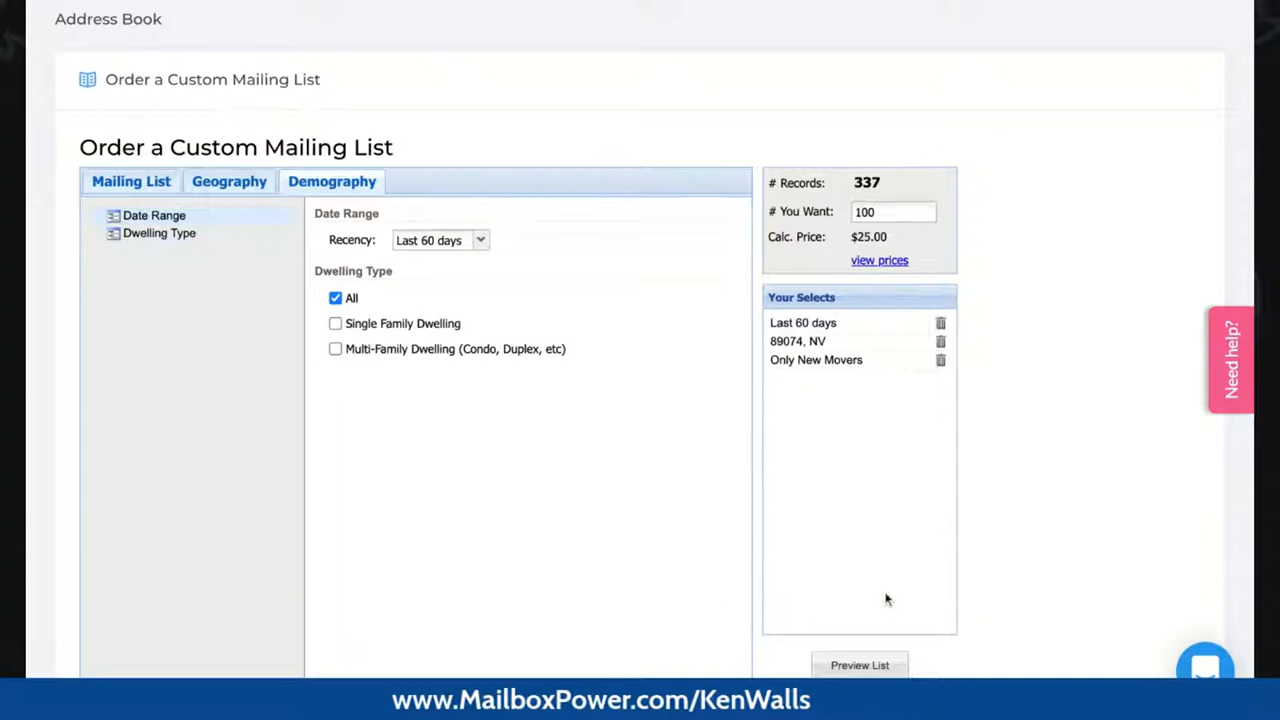 Address Book
Order a Custom Mailing List
Order a Custom Mailing List
Mailing List Geography Demography
Date Range
Dwelling Type
Date Range
Recency: Last 60 days
Dwelling Type
All
Single Family Dwelling
Multi-Family Dwelling (Condo, Duplex, etc)
# Records: 337
# You Want: 100
Calc. Price: $25.00
view prices
Your Selects
Last 60 days
89074, NV
Only New Movers
Preview List
Need help?
www.MailboxPower.com/KenWalls